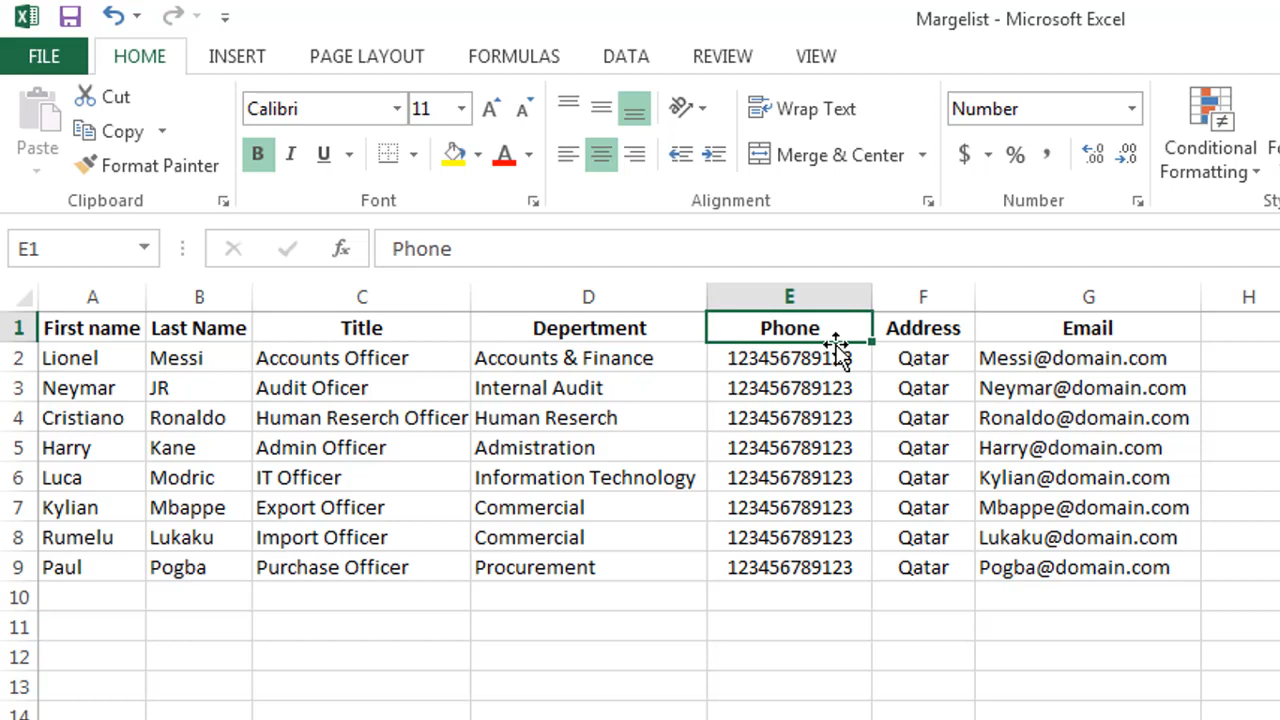 Margelist - Microsoft Excel
FILE HOME INSERT PAGE LAYOUT FORMULAS DATA REVIEW VIEW
Paste
Cut
Copy
Format Painter
Clipboard
Calibri 11 A A
B I U A
Font
Wrap Text
Merge & Center
Alignment
Number
$ % , .00 .0
Number
Conditional
Formatting
E1 fx Phone
A B C D E F G H
1 First name Last Name Title Depertment Phone Address Email
2 Lionel Messi Accounts Officer Accounts & Finance 123456789123 Qatar Messi@domain.com
3 Neymar JR Audit Oficer Internal Audit 123456789123 Qatar Neymar@domain.com
4 Cristiano Ronaldo Human Reserch Officer Human Reserch 123456789123 Qatar Ronaldo@domain.com
5 Harry Kane Admin Officer Admistration 123456789123 Qatar Harry@domain.com
6 Luca Modric IT Officer Information Technology 123456789123 Qatar Kylian@domain.com
7 Kylian Mbappe Export Officer Commercial 123456789123 Qatar Mbappe@domain.com
8 Rumelu Lukaku Import Officer Commercial 123456789123 Qatar Lukaku@domain.com
9 Paul Pogba Purchase Officer Procurement 123456789123 Qatar Pogba@domain.com
10
11
12
13
14